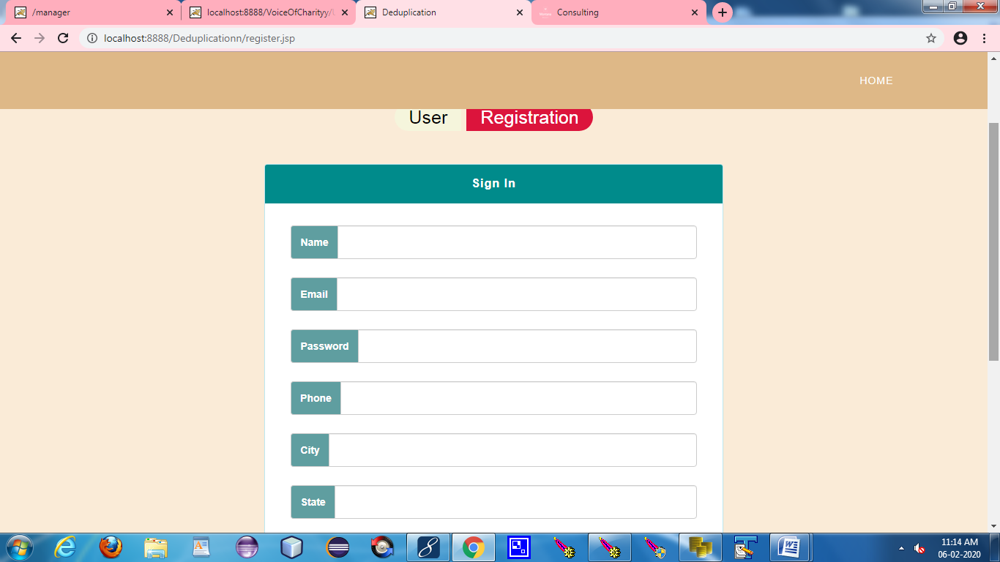 /manager
localhost:8888/VoiceOfCharityy/
Deduplication
Consulting
localhost:8888/Deduplicationn/register.jsp
HOME
User Registration
Sign In
Name
Email
Password
Phone
City
State
11:14 AM
06-02-2020